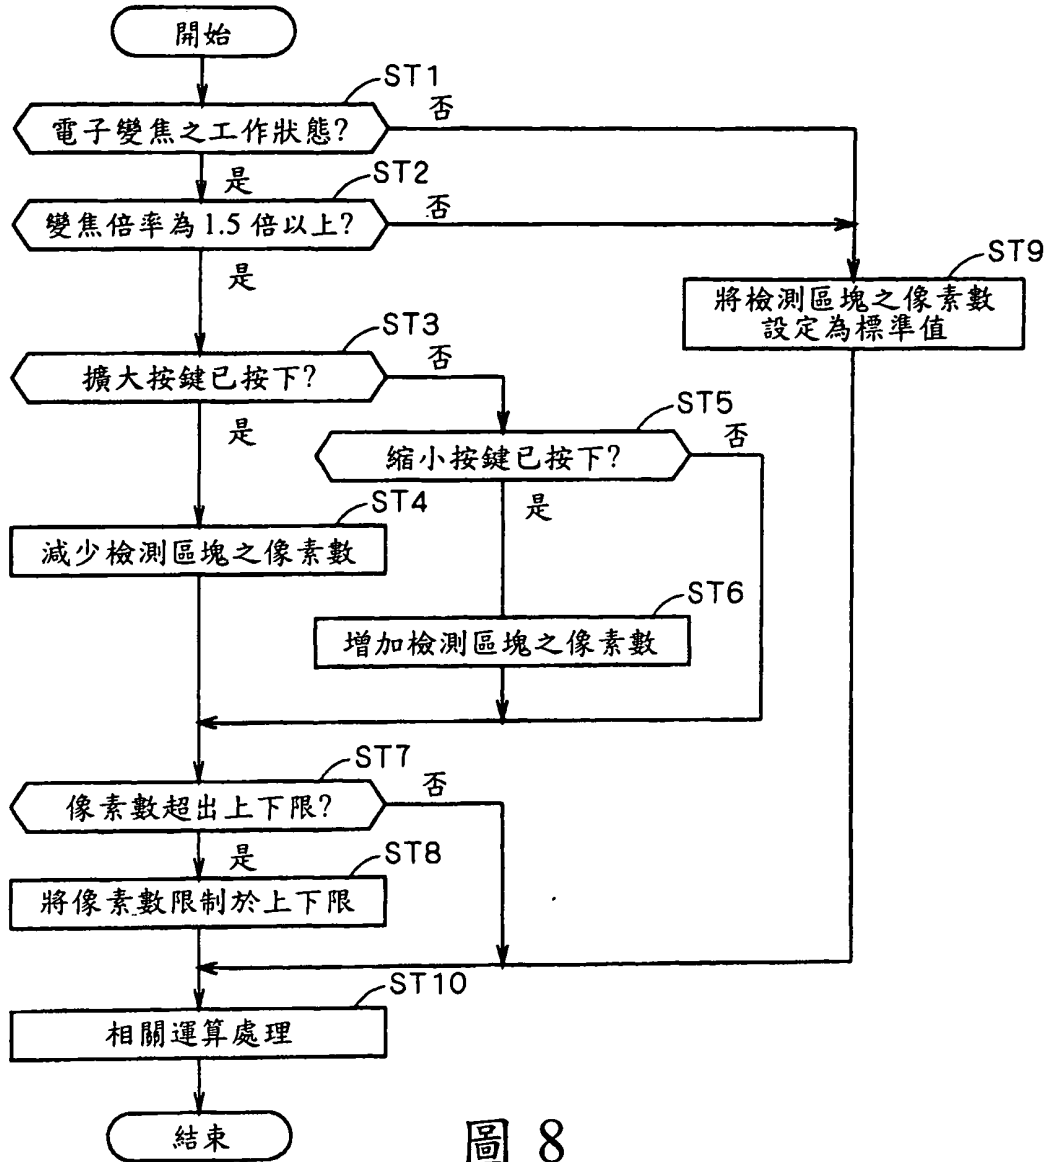 開始
ST1
電子變焦之工作狀態?
否
是
ST2
變焦倍率為1.5倍以上?
否
是
ST9
將檢測區塊之像素數
設定為標準值
ST3
擴大按鍵已按下?
否
是
ST5
縮小按鍵已按下?
否
是
ST4
減少檢測區塊之像素數
ST6
增加檢測區塊之像素數
ST7
像素數超出上下限?
否
是
ST8
將像素數限制於上下限
ST10
相關運算處理
結束
圖 8